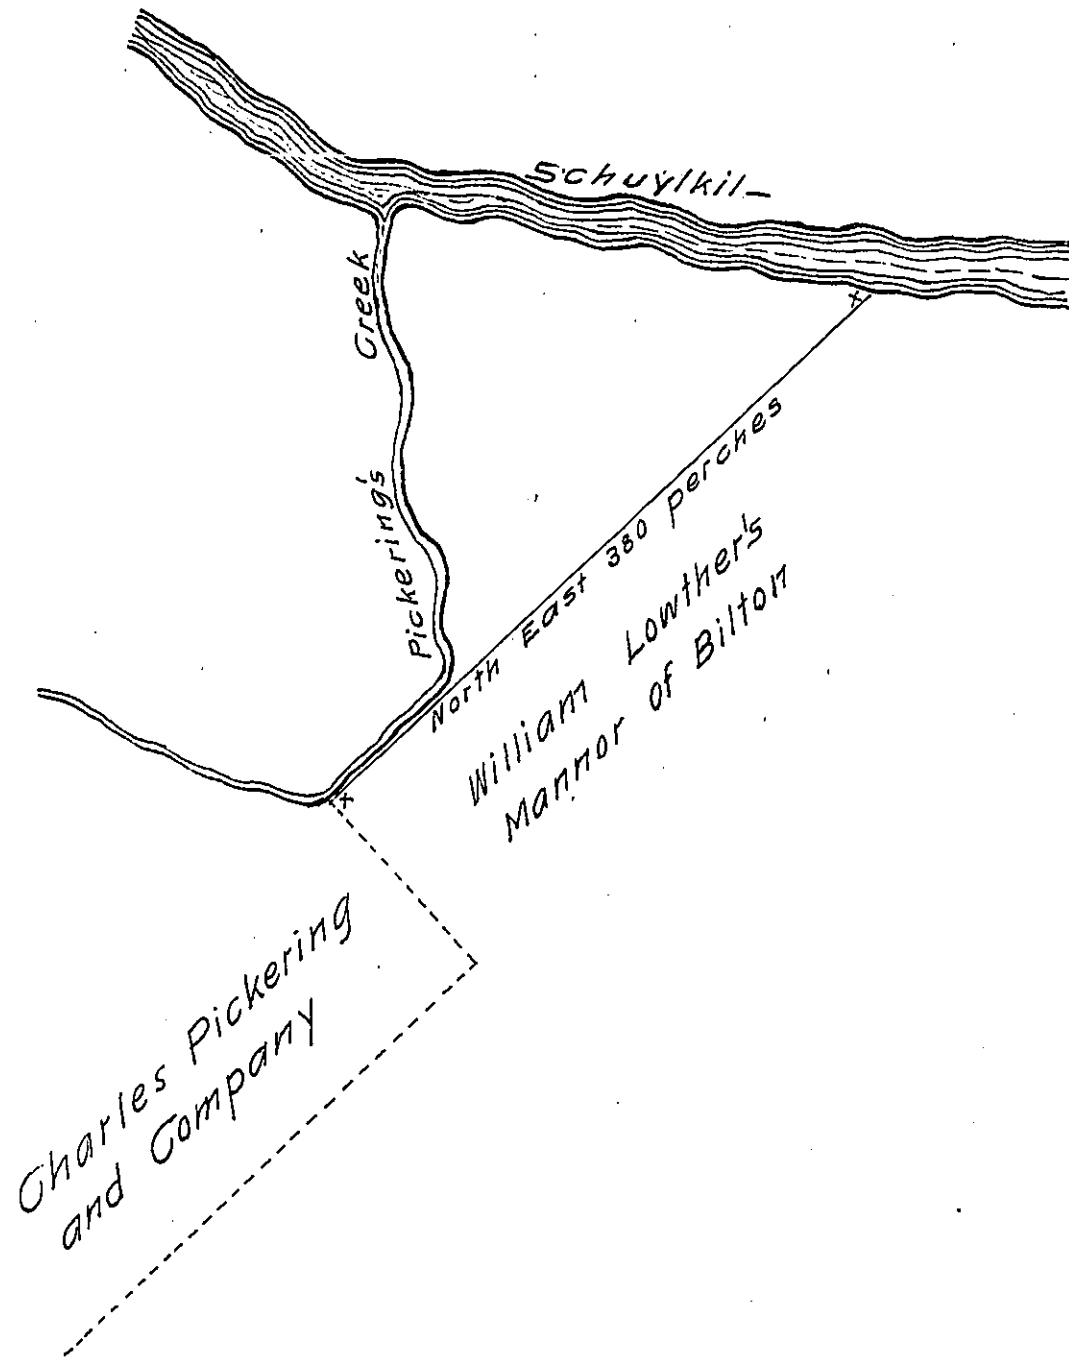 Schuylkil
Pickering's Creek
North East 380 perches
William Lowther's
Mannor of Bilton
Charles Pickering
and Company